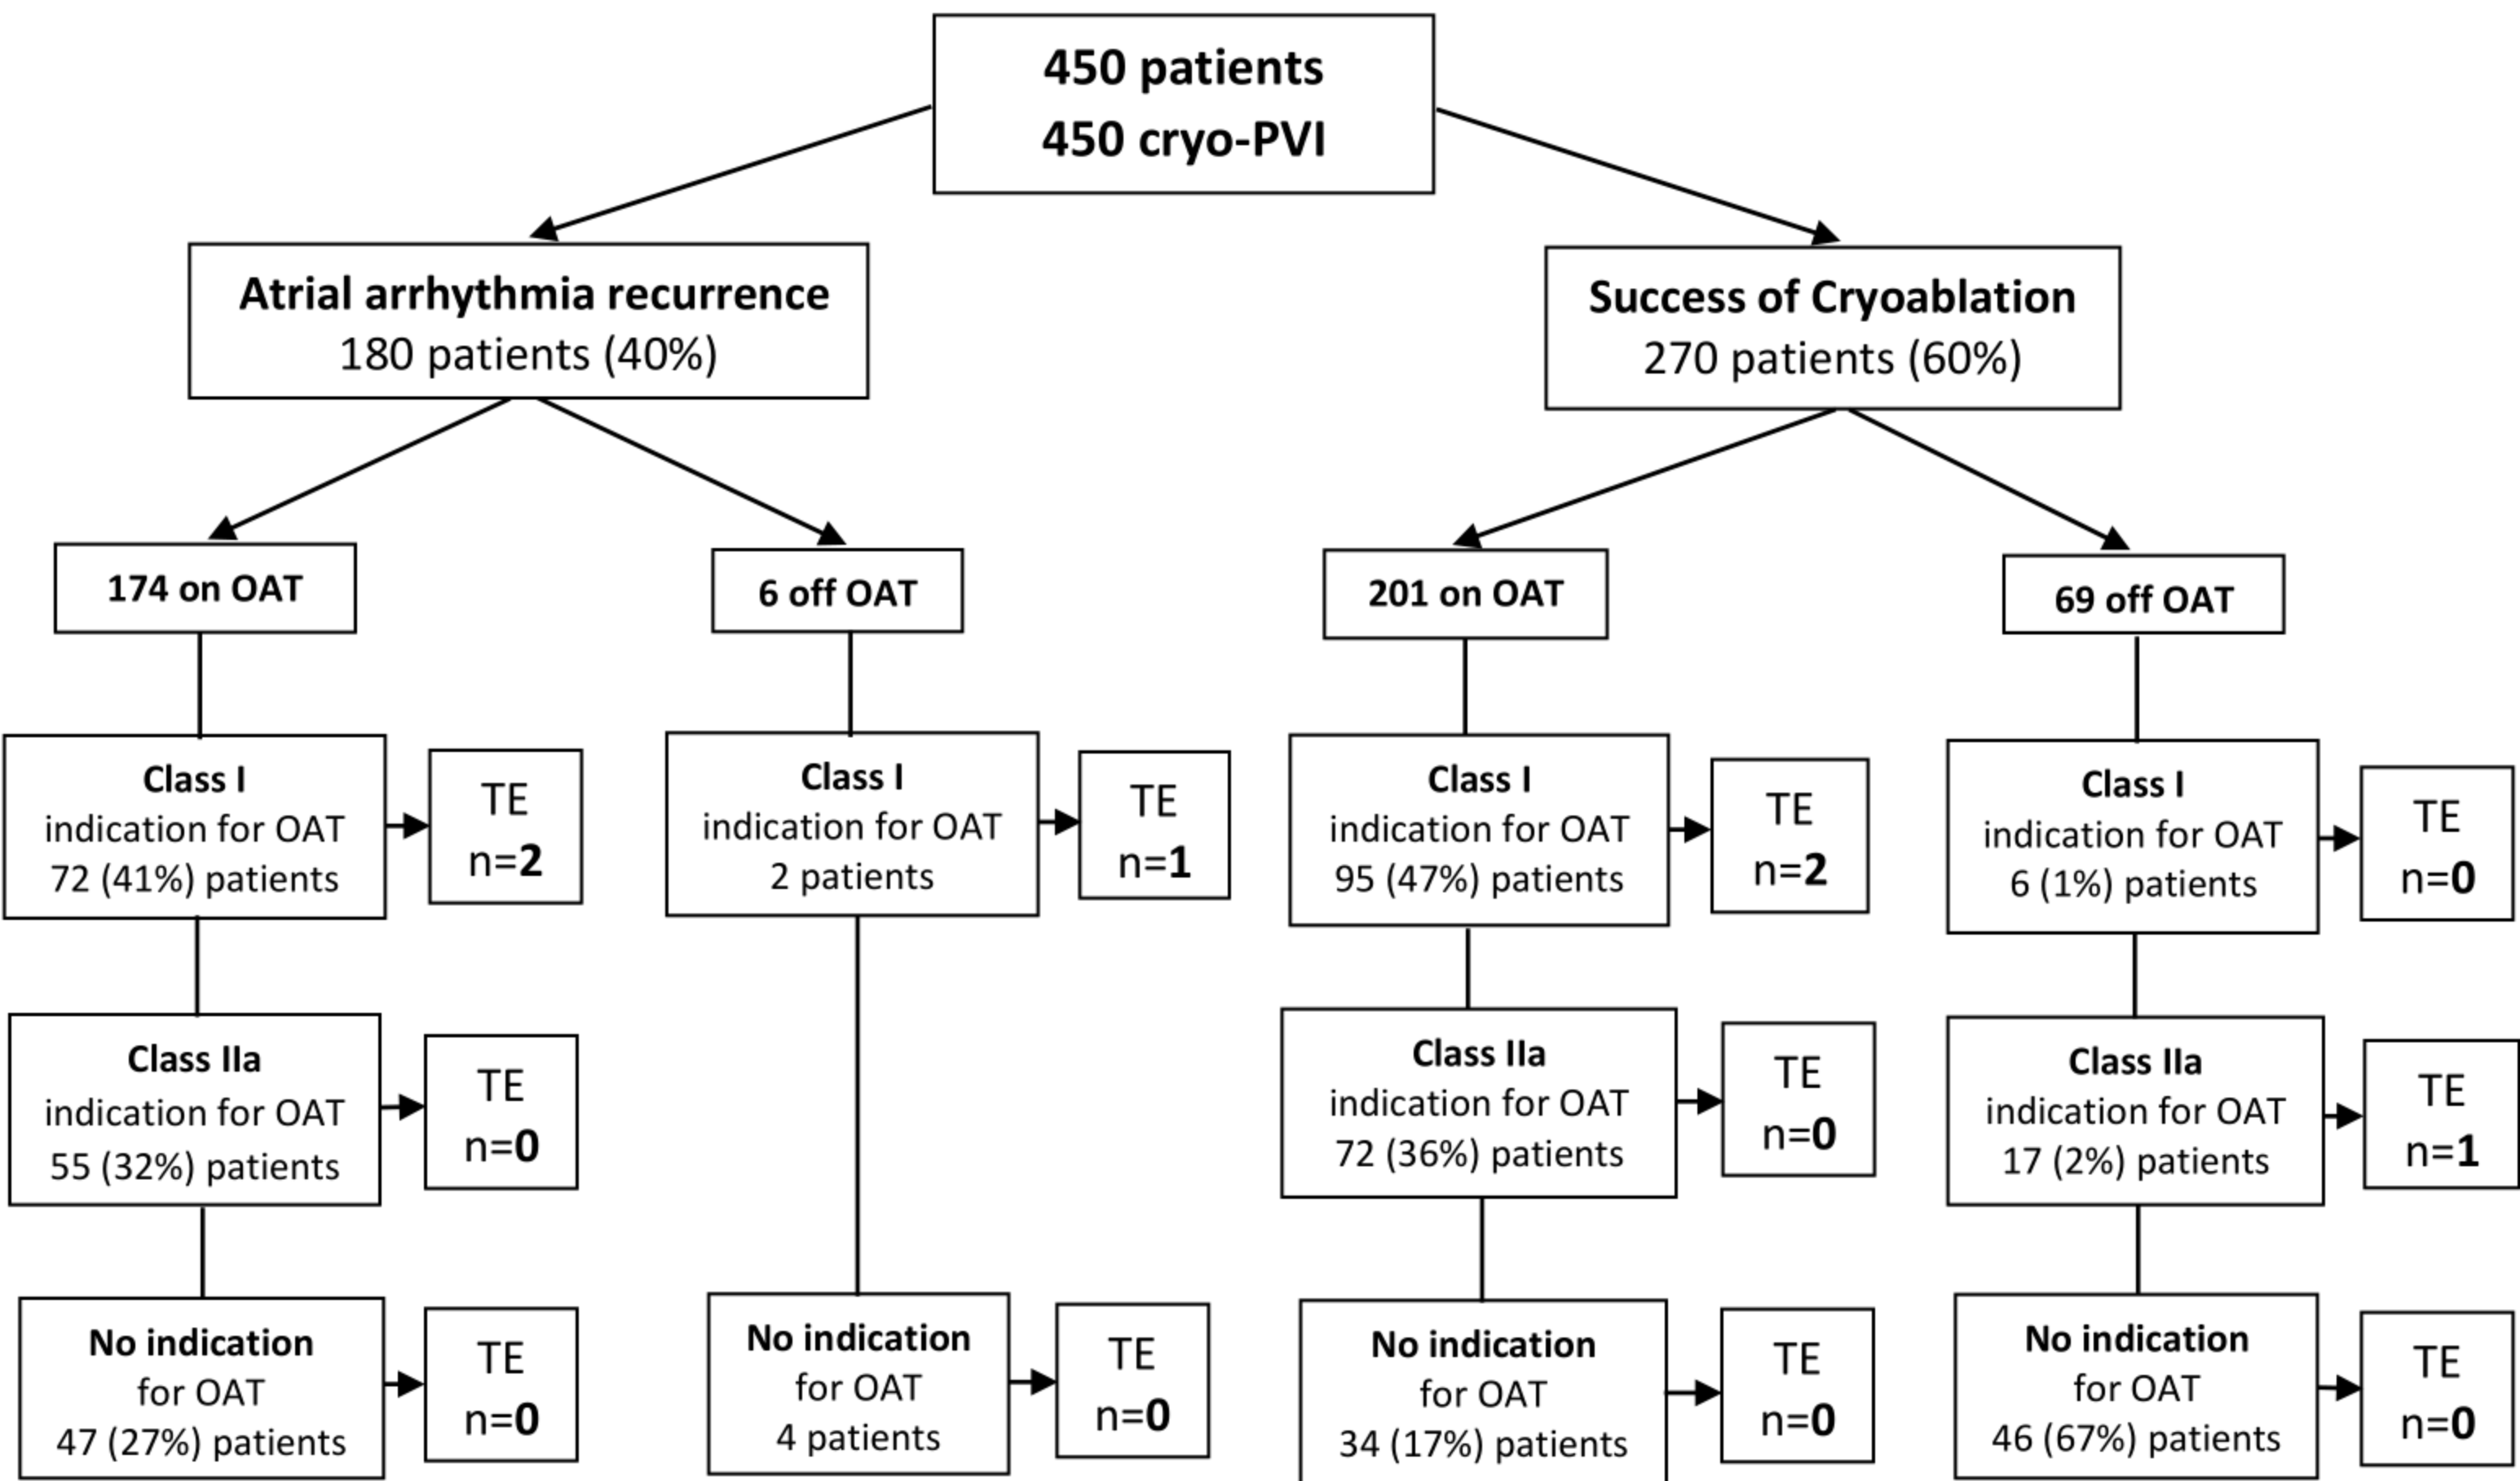 450 patients
450 cryo-PVI
Atrial arrhythmia recurrence
180 patients (40%)
Success of Cryoablation
270 patients (60%)
174 on OAT
6 off OAT
201 on OAT
69 off OAT
Class I
indication for OAT
72 (41%) patients
TE
n=2
Class I
indication for OAT
2 patients
TE
n=1
Class I
indication for OAT
95 (47%) patients
TE
n=2
Class I
indication for OAT
6 (1%) patients
TE
n=0
Class IIa
indication for OAT
55 (32%) patients
TE
n=0
Class IIa
indication for OAT
72 (36%) patients
TE
n=0
Class IIa
indication for OAT
17 (2%) patients
TE
n=1
No indication
for OAT
47 (27%) patients
TE
n=0
No indication
for OAT
4 patients
TE
n=0
No indication
for OAT
34 (17%) patients
TE
n=0
No indication
for OAT
46 (67%) patients
TE
n=0